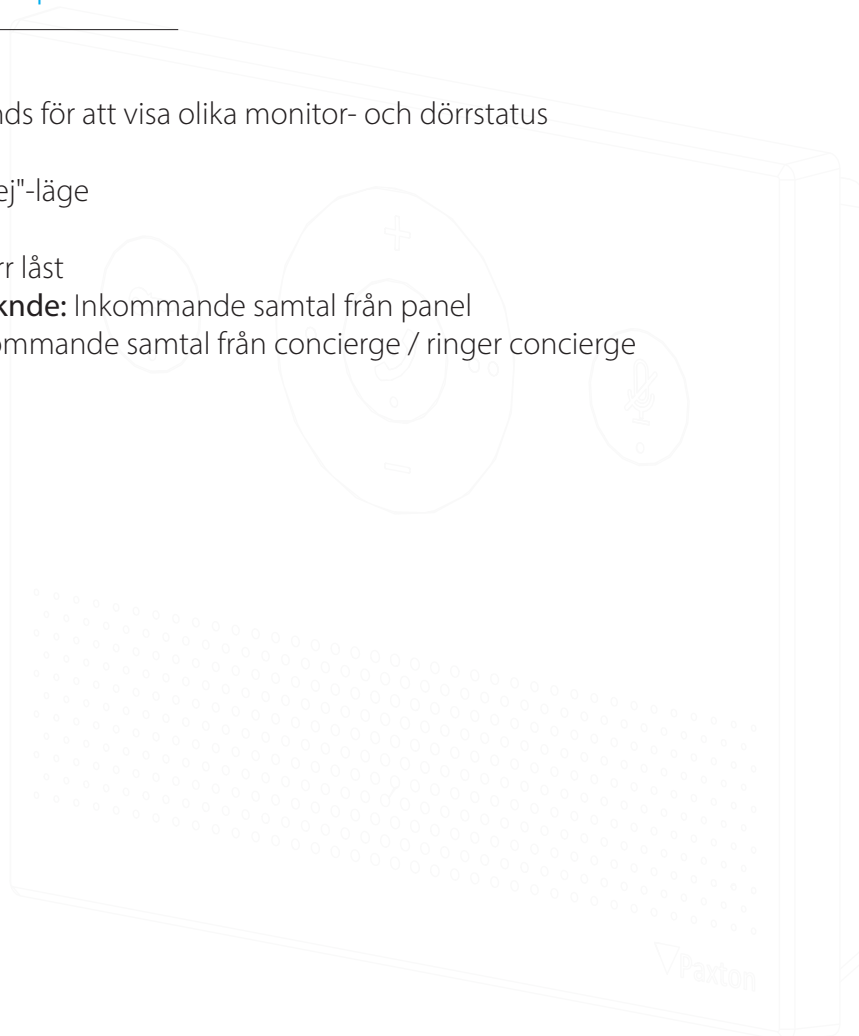 nds för att visa olika monitor- och dörrstatus
ej"-läge
rr låst
knde: Inkommande samtal från panel
ommande samtal från concierge / ringer concierge
Paxton